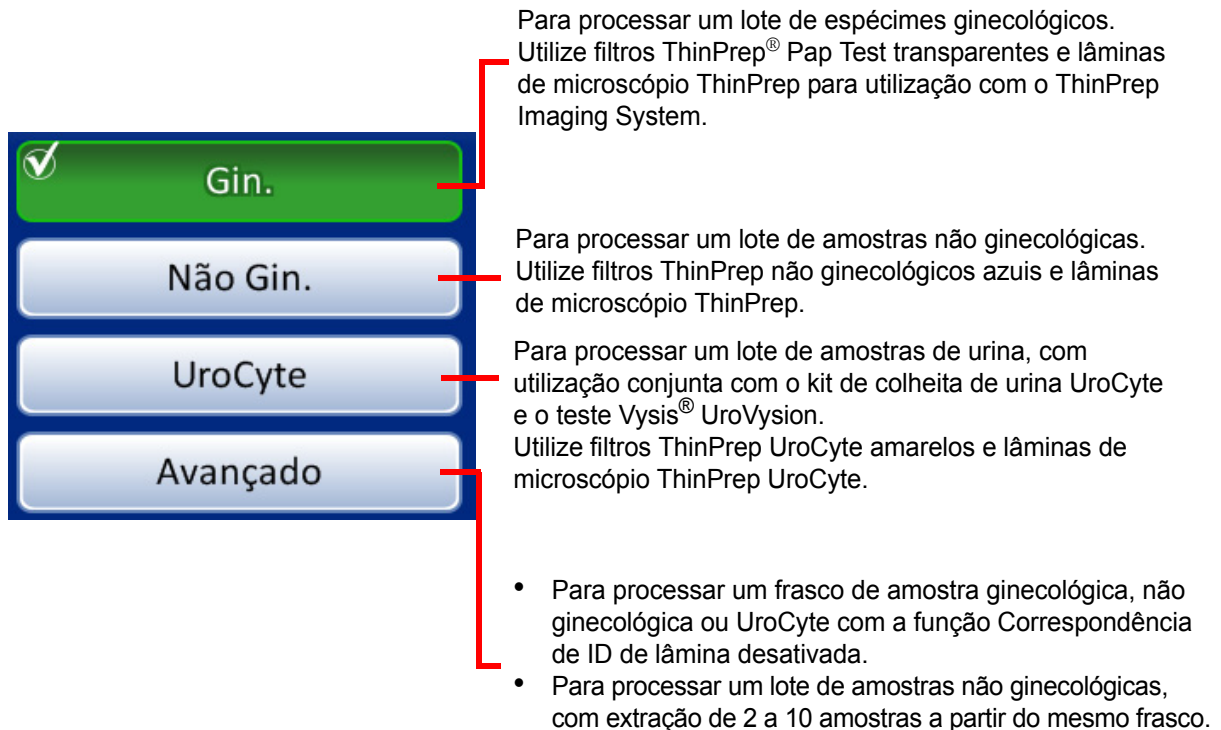 Para processar um lote de espécimes ginecológicos.
Utilize filtros ThinPrep® Pap Test transparentes e lâminas
de microscópio ThinPrep para utilização com o ThinPrep
Imaging System.
Gin.
Para processar um lote de amostras não ginecológicas.
Utilize filtros ThinPrep não ginecológicos azuis e lâminas
de microscópio ThinPrep.
Não Gin.
Para processar um lote de amostras de urina, com
utilização conjunta com o kit de colheita de urina UroCyte
e o teste Vysis® UroVysion.
Utilize filtros ThinPrep UroCyte amarelos e lâminas de
microscópio ThinPrep UroCyte.
UroCyte
Avançado
• Para processar um frasco de amostra ginecológica, não
ginecológica ou UroCyte com a função Correspondência
de ID de lâmina desativada.
• Para processar um lote de amostras não ginecológicas,
com extração de 2 a 10 amostras a partir do mesmo frasco.